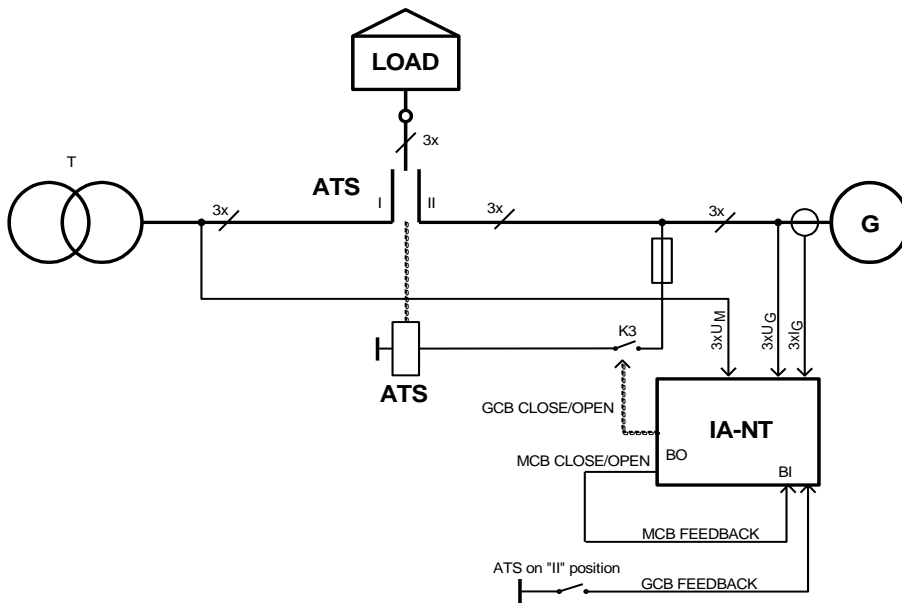 LOAD
3x
T
ATS
3x
I
II
3x
3x
G
K3
3xUM
3xUG
3xIG
ATS
GCB CLOSE/OPEN
IA-NT
BO
MCB CLOSE/OPEN
BI
MCB FEEDBACK
ATS on "II" position
GCB FEEDBACK